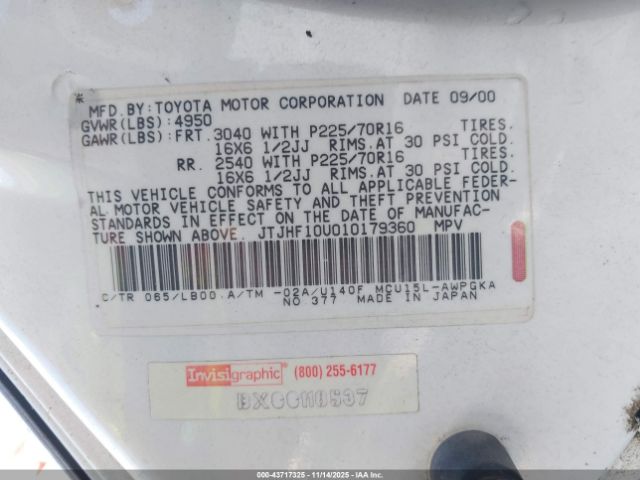 * MFD.BY:TOYOTA MOTOR CORPORATION DATE 09/00
GVWR(LBS):4950
GAWR(LBS):FRT. 3040 WITH P225/70R16 TIRES.
16X6 1/2JJ RIMS.AT 30 PSI COLD.
RR. 2540 WITH P225/70R16 TIRES.
16X6 1/2JJ RIMS.AT 30 PSI COLD.
THIS VEHICLE CONFORMS TO ALL APPLICABLE FEDER-
AL MOTOR VEHICLE SAFETY AND THEFT PREVENTION
STANDARDS IN EFFECT ON THE DATE OF MANUFAC-
TURE SHOWN ABOVE. JTJHF10U010179360 MPV
C/TR 065/LB00.A/TM -02A/U140F MCU15L-AWPGKA
NO 377 MADE IN JAPAN
Invisigraphic (800) 255-6177
000-43717325 - 11/14/2025 - IAAI.COM